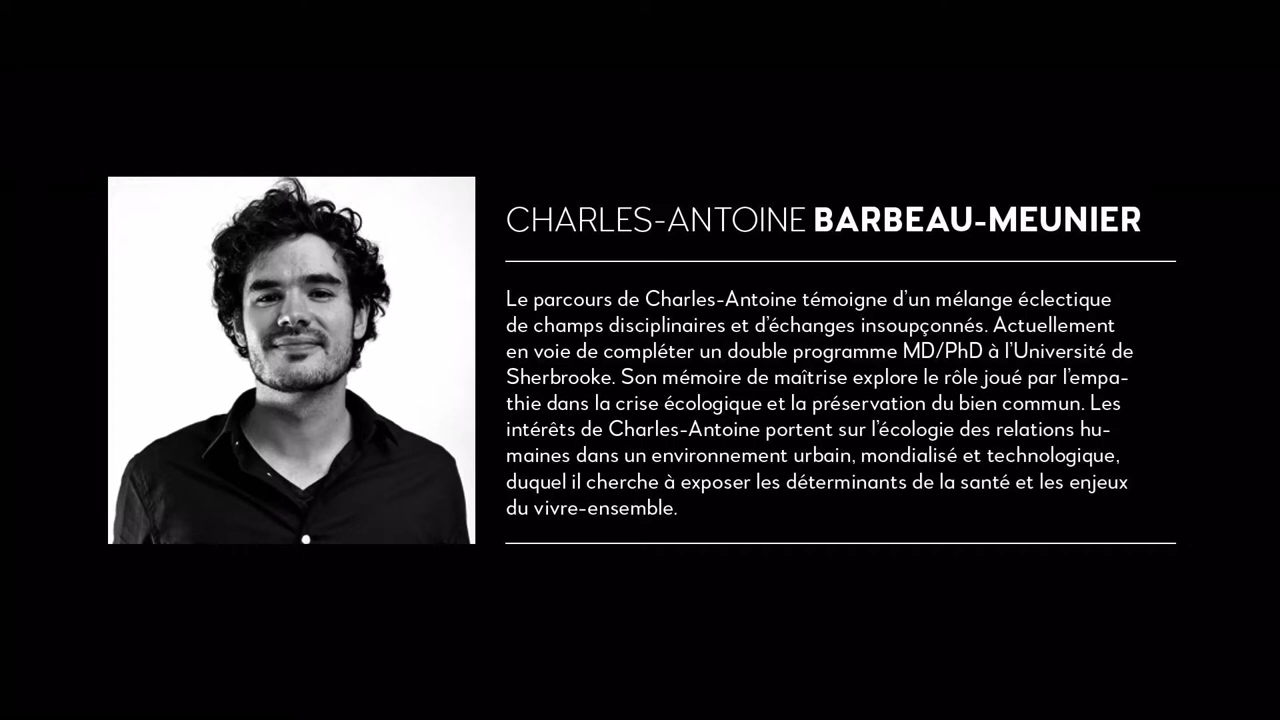 CHARLES-ANTOINE BARBEAU-MEUNIER
Le parcours de Charles-Antoine témoigne d'un mélange éclectique
de champs disciplinaires et d'échanges insoupçonnés. Actuellement
en voie de compléter un double programme MD/PhD à l'Université de
Sherbrooke. Son mémoire de maîtrise explore le rôle joué par l'empa-
thie dans la crise écologique et la préservation du bien commun. Les
intérêts de Charles-Antoine portent sur l'écologie des relations hu-
maines dans un environnement urbain, mondialisé et technologique,
duquel il cherche à exposer les déterminants de la santé et les enjeux
du vivre-ensemble.